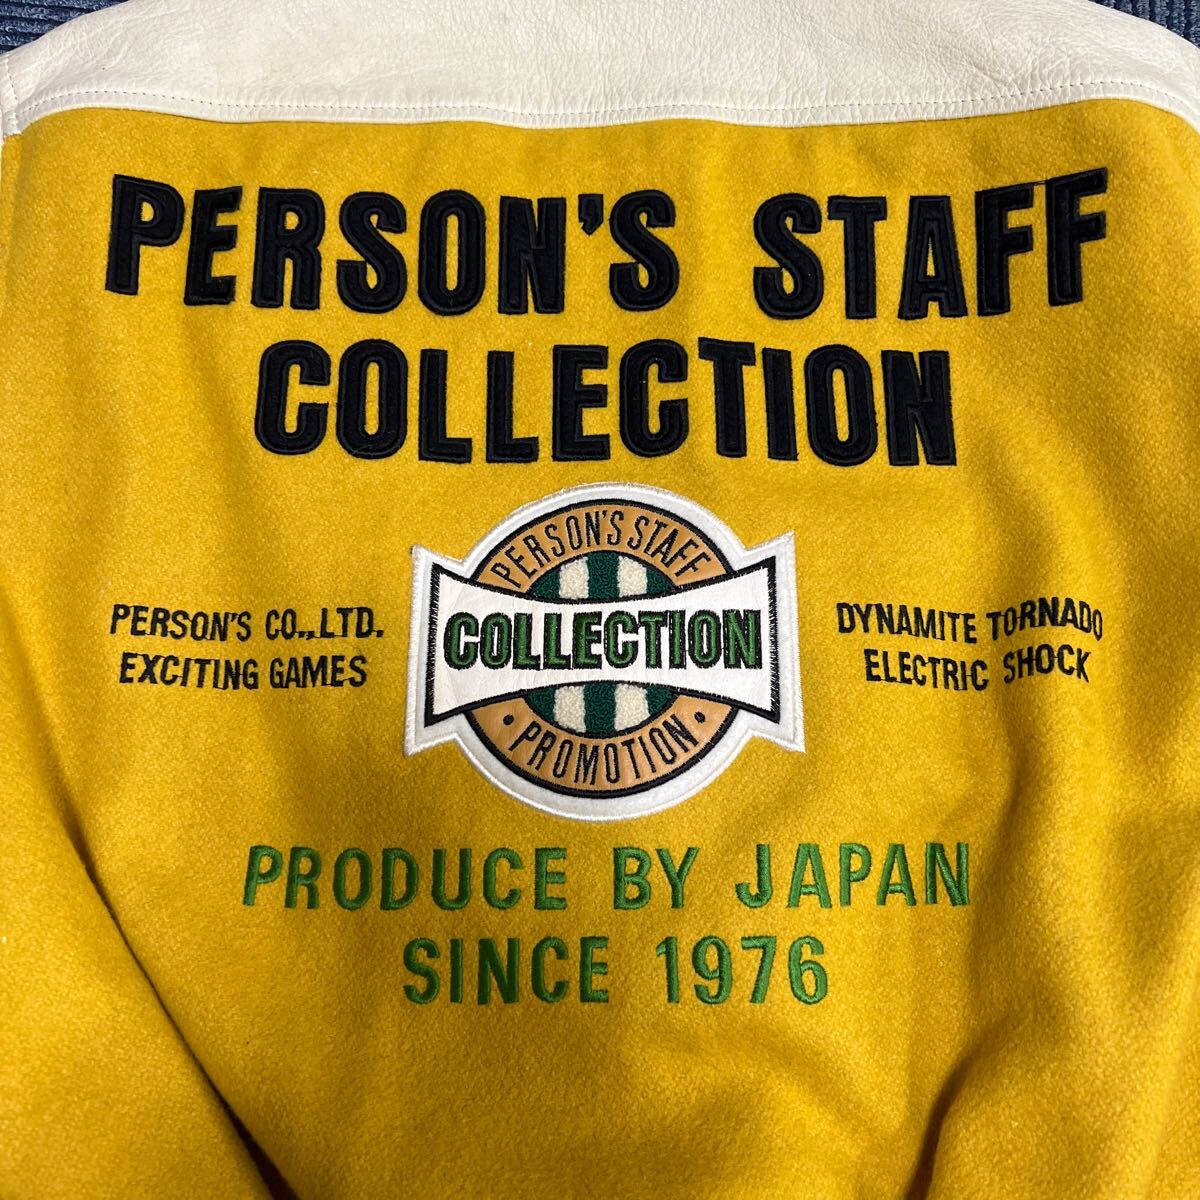 PERSON'S STAFF
COLLECTION
PERSON'S STAFF
COLLECTION
PROMOTION
PERSON'S CO.,LTD.
EXCITING GAMES
DYNAMITE TORNADO
ELECTRIC SHOCK
PRODUCE BY JAPAN
SINCE 1976